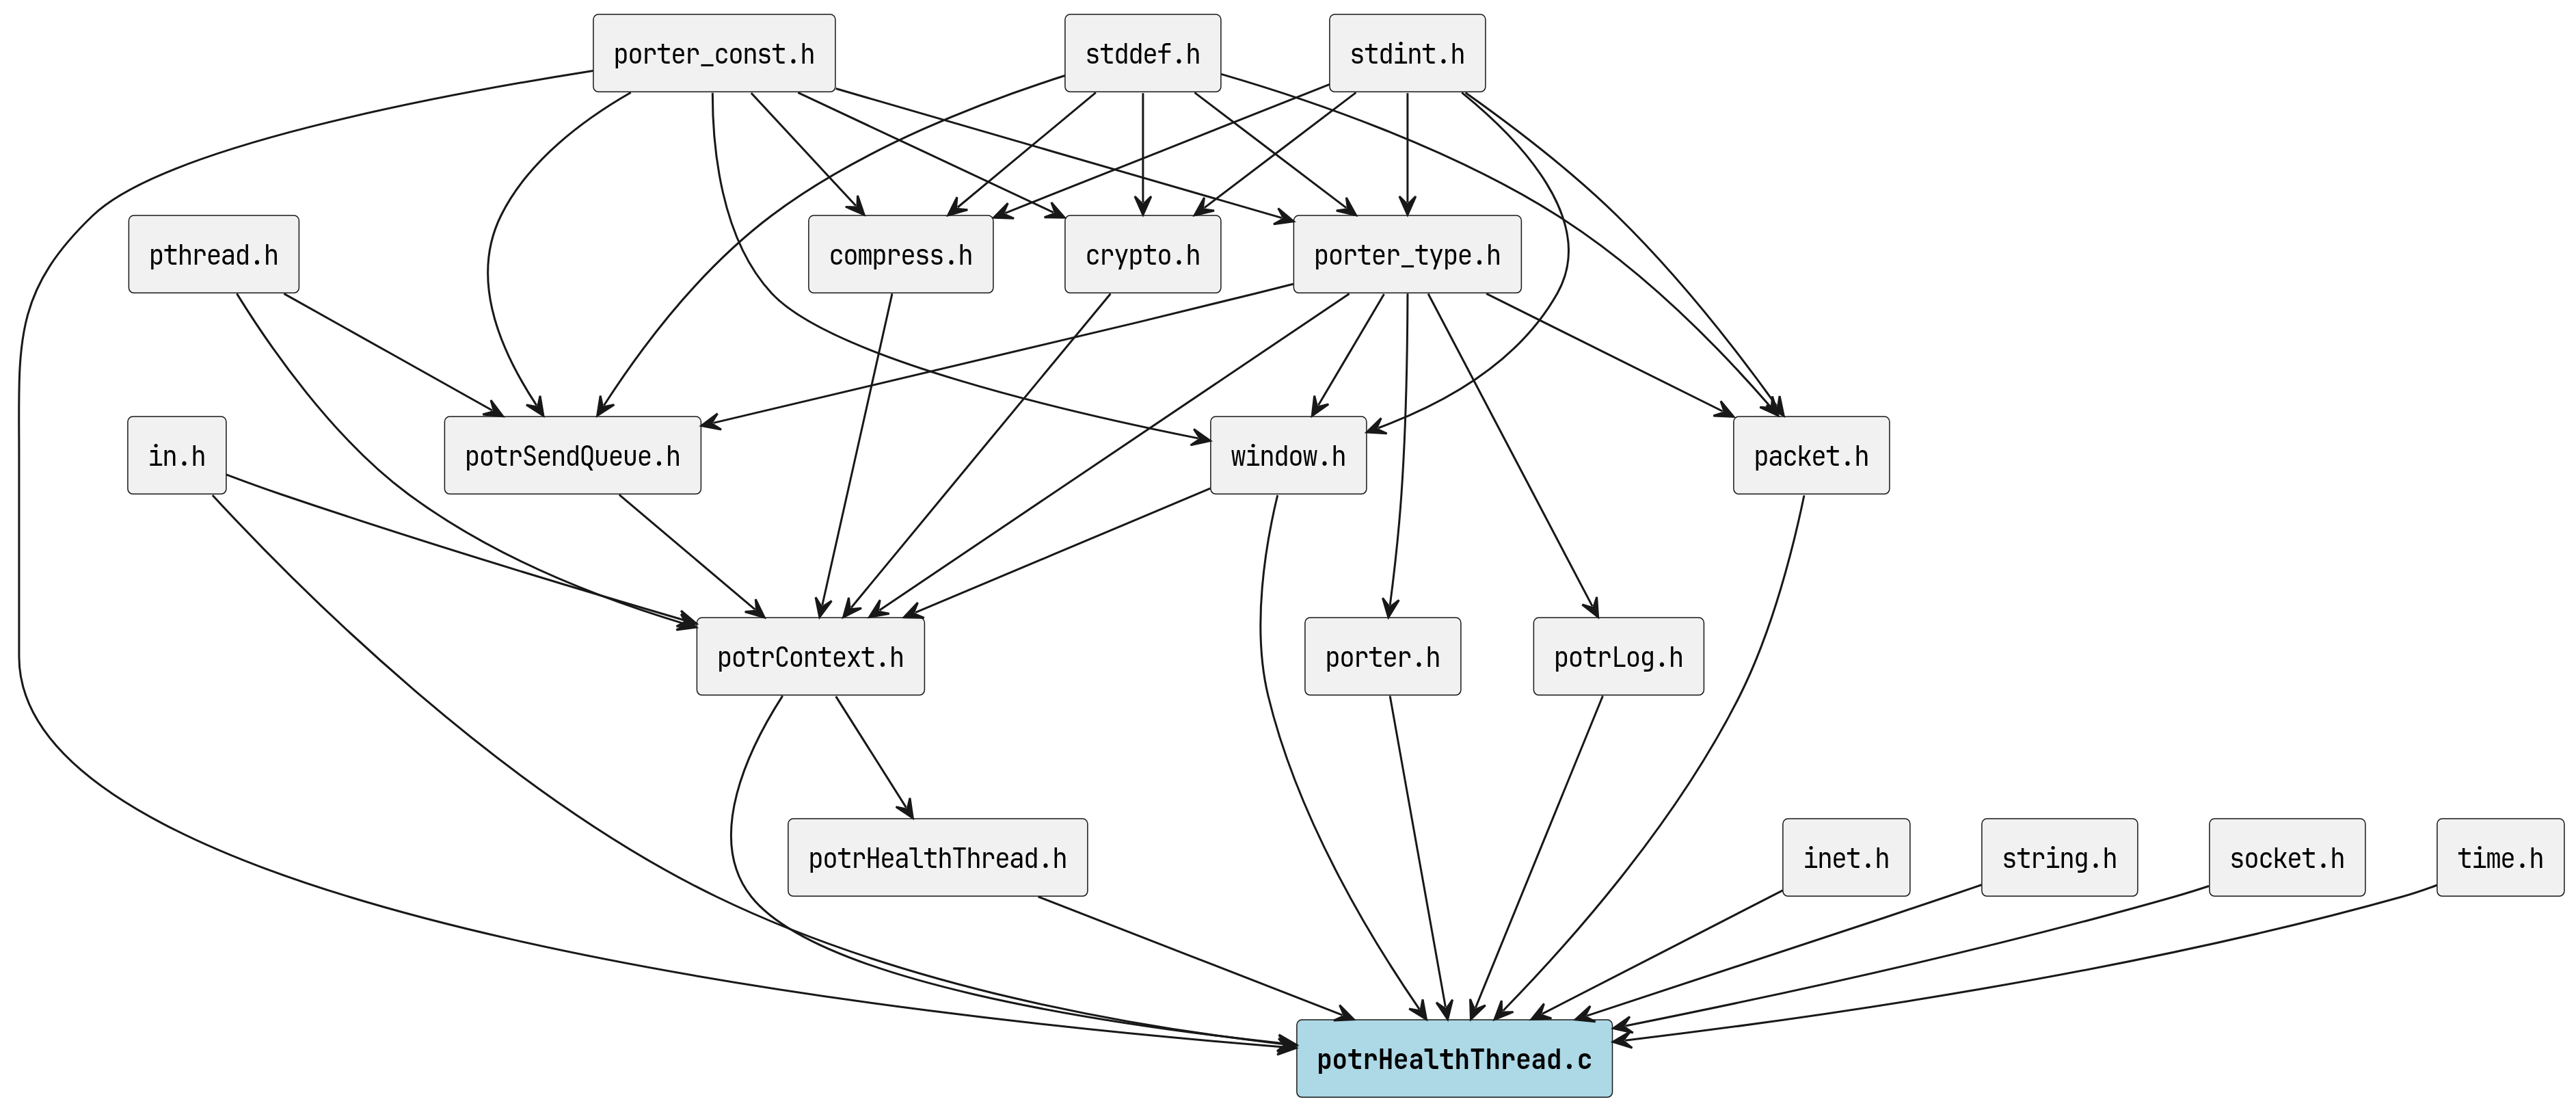 porter_const.h
stddef.h
stdint.h
pthread.h
compress.h
crypto.h
porter_type.h
in.h
potrSendQueue.h
window.h
packet.h
potrContext.h
porter.h
potrLog.h
potrHealthThread.h
inet.h
string.h
socket.h
time.h
potrHealthThread.c